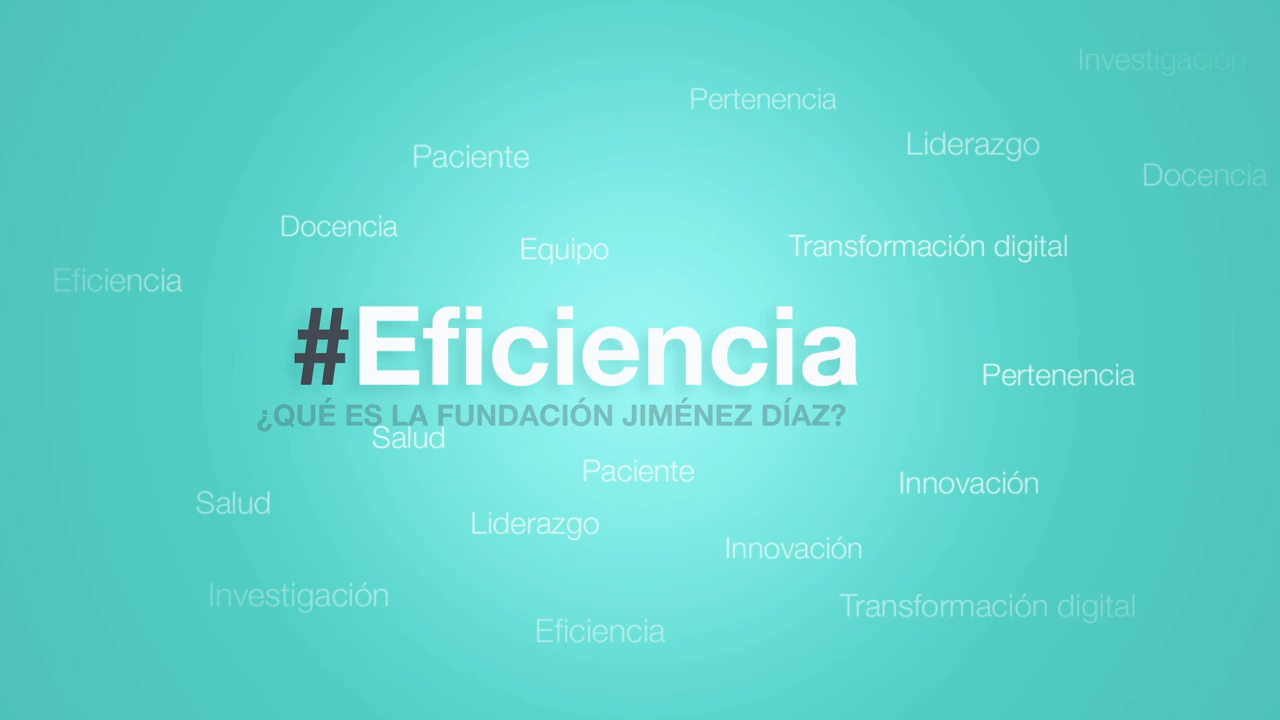 Investigación
Pertenencia
Liderazgo
Paciente
Docencia
Docencia
Equipo
Transformación digital
Eficiencia
#Eficiencia
Pertenencia
¿QUÉ ES LA FUNDACIÓN JIMÉNEZ DÍAZ?
Salud
Paciente
Innovación
Salud
Liderazgo
Innovación
Investigación
Transformación digital
Eficiencia